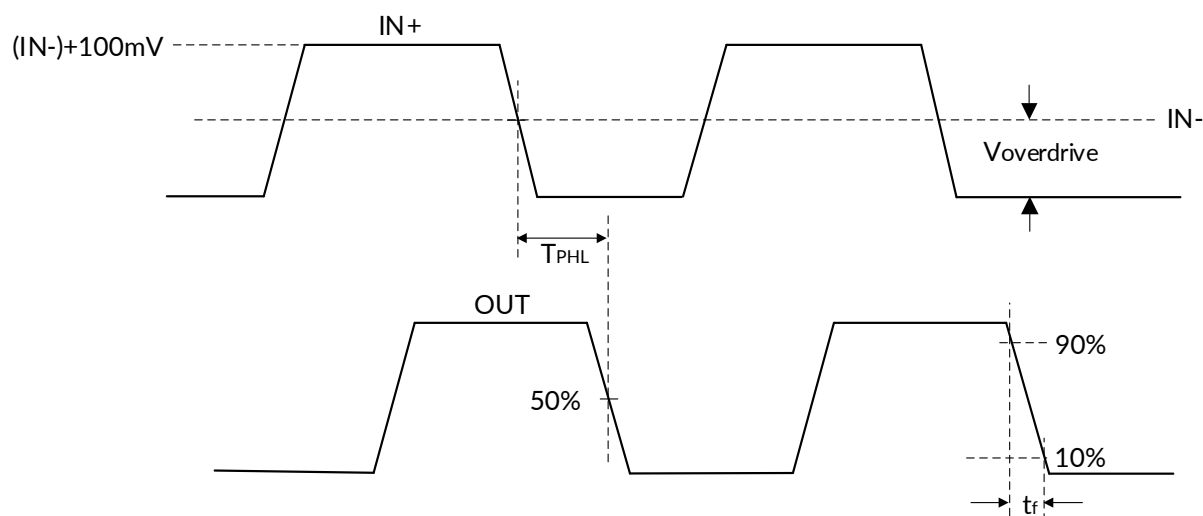 IN+
(IN-)+100mV
IN-
Voverdrive
TPHL
OUT
90%
50%
10%
tf